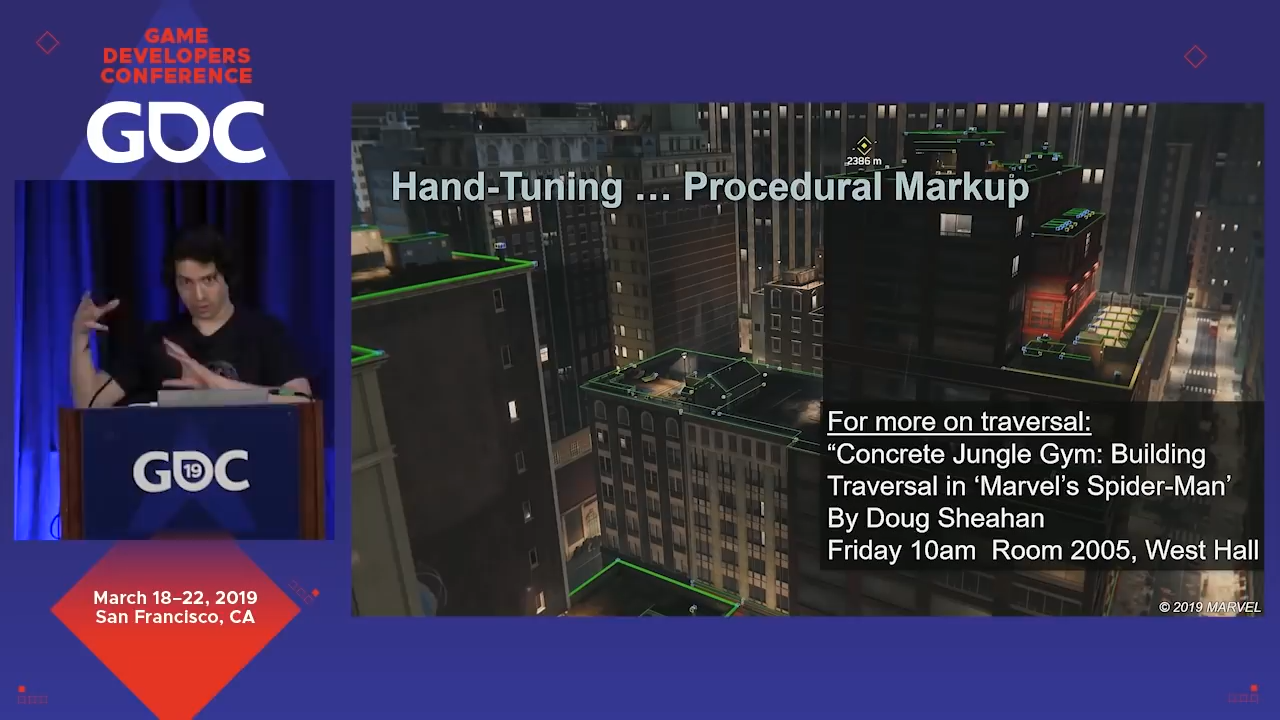 GAME
DEVELOPERS
CONFERENCE
GDC
2386 m
Hand-Tuning … Procedural Markup
For more on traversal:
“Concrete Jungle Gym: Building
Traversal in ‘Marvel’s Spider-Man’
By Doug Sheahan
Friday 10am  Room 2005, West Hall
© 2019 MARVEL
GDC
19
March 18–22, 2019
San Francisco, CA